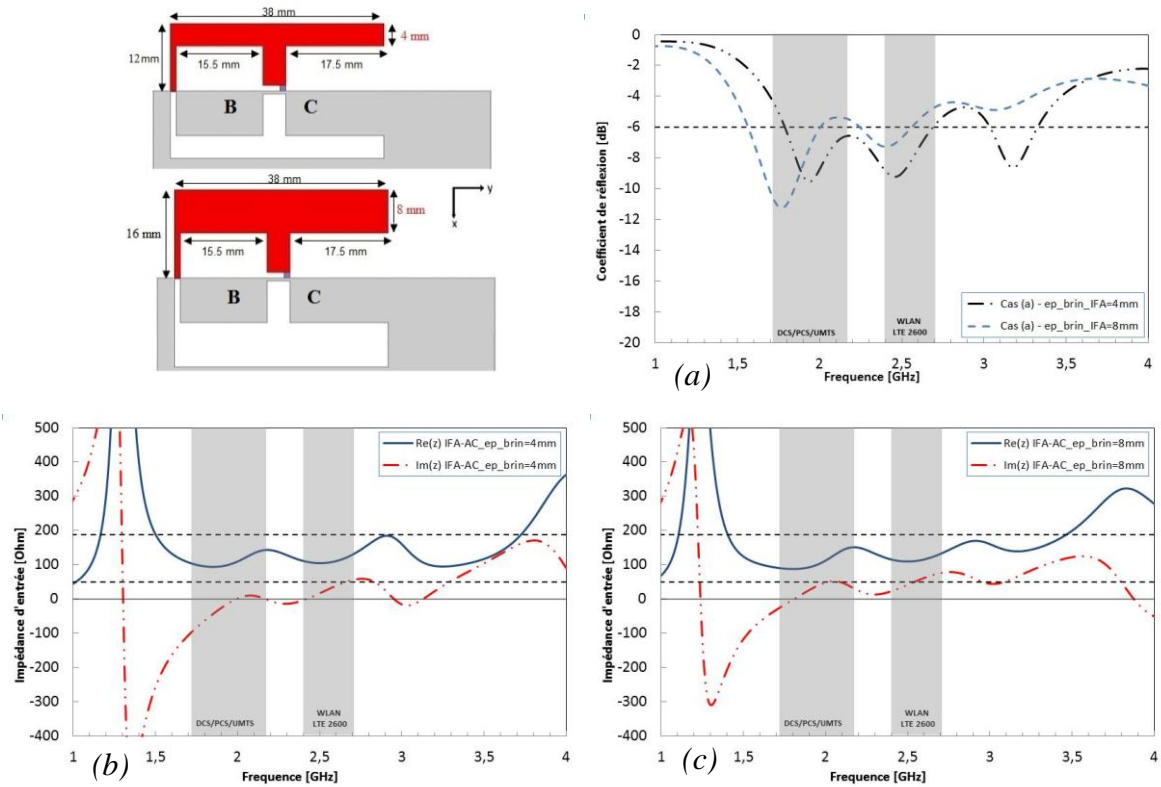 38 mm
4 mm
12mm
15.5 mm
17.5 mm
B
C
38 mm
8 mm
16 mm
15.5 mm
17.5 mm
B
C
y
x
Coefficient de réflexion [dB]
0
-2
-4
-6
-8
-10
-12
-14
-16
-18
-20
Cas (a) - ep_brin_IFA=4mm
Cas (a) - ep_brin_IFA=8mm
DCS/PCS/UMTS
WLAN
LTE 2600
1
1,5
2
2,5
3
3,5
4
Frequence [GHz]
(a)
Impédance d'entrée [Ohm]
500
400
300
200
100
0
-100
-200
-300
-400
Re(z) IFA-AC_ep_brin=4mm
Im(z) IFA-AC_ep_brin=4mm
DCS/PCS/UMTS
WLAN
LTE 2600
1
1,5
2
2,5
3
3,5
4
Frequence [GHz]
(b)
Impédance d'entrée [Ohm]
500
400
300
200
100
0
-100
-200
-300
-400
Re(z) IFA-AC_ep_brin=8mm
Im(z) IFA-AC_ep_brin=8mm
DCS/PCS/UMTS
WLAN
LTE 2600
1
1,5
2
2,5
3
3,5
4
Frequence [GHz]
(c)